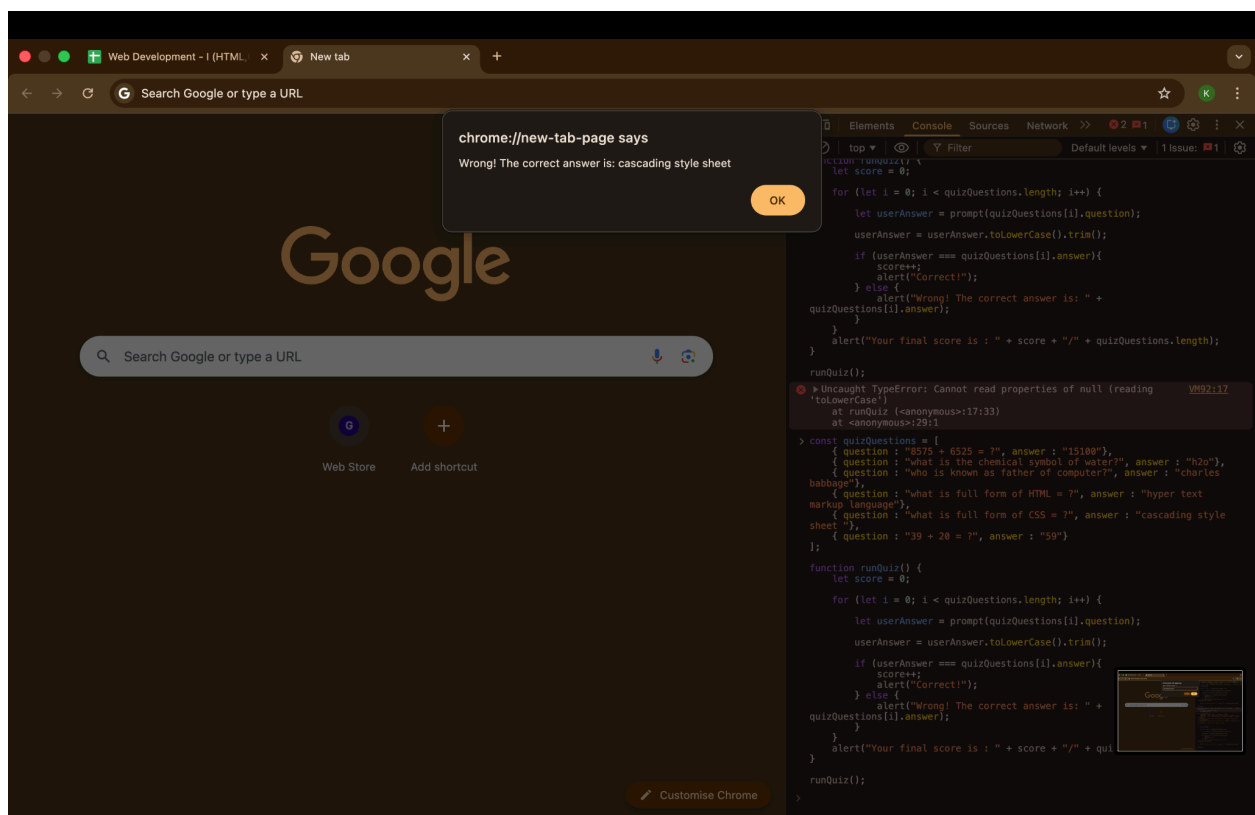 Web Development - I (HTML,
New tab
Search Google or type a URL
K
chrome://new-tab-page says
Wrong! The correct answer is: cascading style sheet
OK
Google
Search Google or type a URL
G
Web Store
Add shortcut
Customise Chrome
Elements Console Sources Network 2 1
top Filter Default levels 1 Issue: 1
function runQuiz() {
let score = 0;
for (let i = 0; i < quizQuestions.length; i++) {
let userAnswer = prompt(quizQuestions[i].question);
userAnswer = userAnswer.toLowerCase().trim();
if (userAnswer === quizQuestions[i].answer){
score++;
alert("Correct!");
} else {
alert("Wrong! The correct answer is: " +
quizQuestions[i].answer);
}
}
alert("Your final score is : " + score + "/" + quizQuestions.length);
}
runQuiz();
Uncaught TypeError: Cannot read properties of null (reading VM92:17
'toLowerCase')
at runQuiz (<anonymous>:17:33)
at <anonymous>:29:1
const quizQuestions = [
{ question : "8575 + 6525 = ?", answer : "15100"},
{ question : "what is the chemical symbol of water?", answer : "h2o"},
{ question : "who is known as father of computer?", answer : "charles
babbage"},
{ question : "what is full form of HTML = ?", answer : "hyper text
markup language"},
{ question : "what is full form of CSS = ?", answer : "cascading style
sheet "},
{ question : "39 + 20 = ?", answer : "59"}
];
function runQuiz() {
let score = 0;
for (let i = 0; i < quizQuestions.length; i++) {
let userAnswer = prompt(quizQuestions[i].question);
userAnswer = userAnswer.toLowerCase().trim();
if (userAnswer === quizQuestions[i].answer){
score++;
alert("Correct!");
} else {
alert("Wrong! The correct answer is: " +
quizQuestions[i].answer);
}
}
alert("Your final score is : " + score + "/" + qui
}
runQuiz();